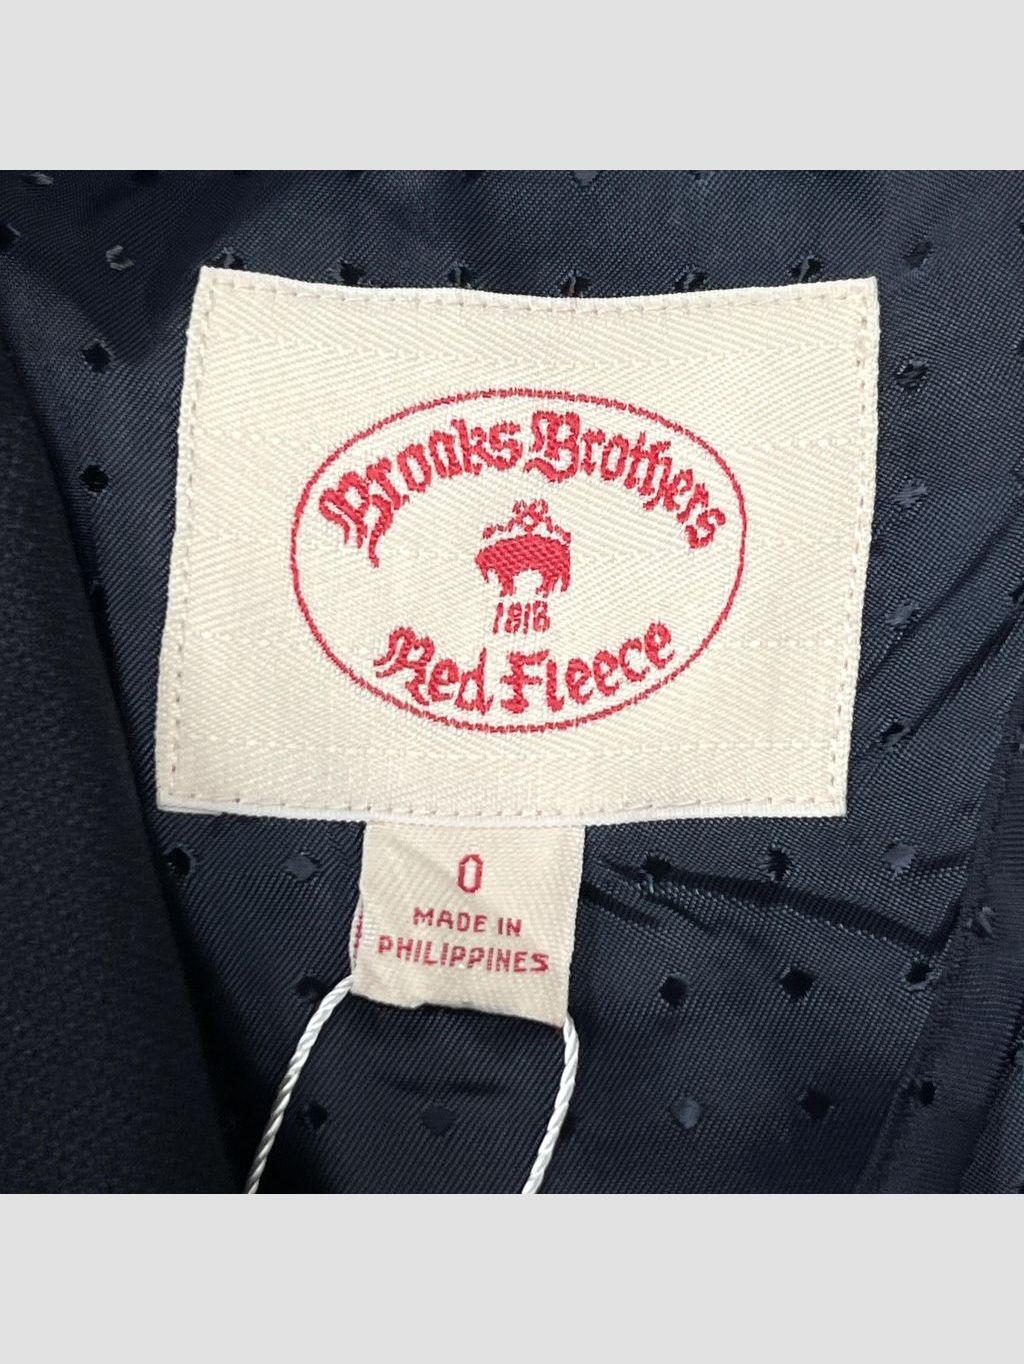 Brooks Brothers
1818
Red Fleece
0
MADE IN
PHILIPPINES